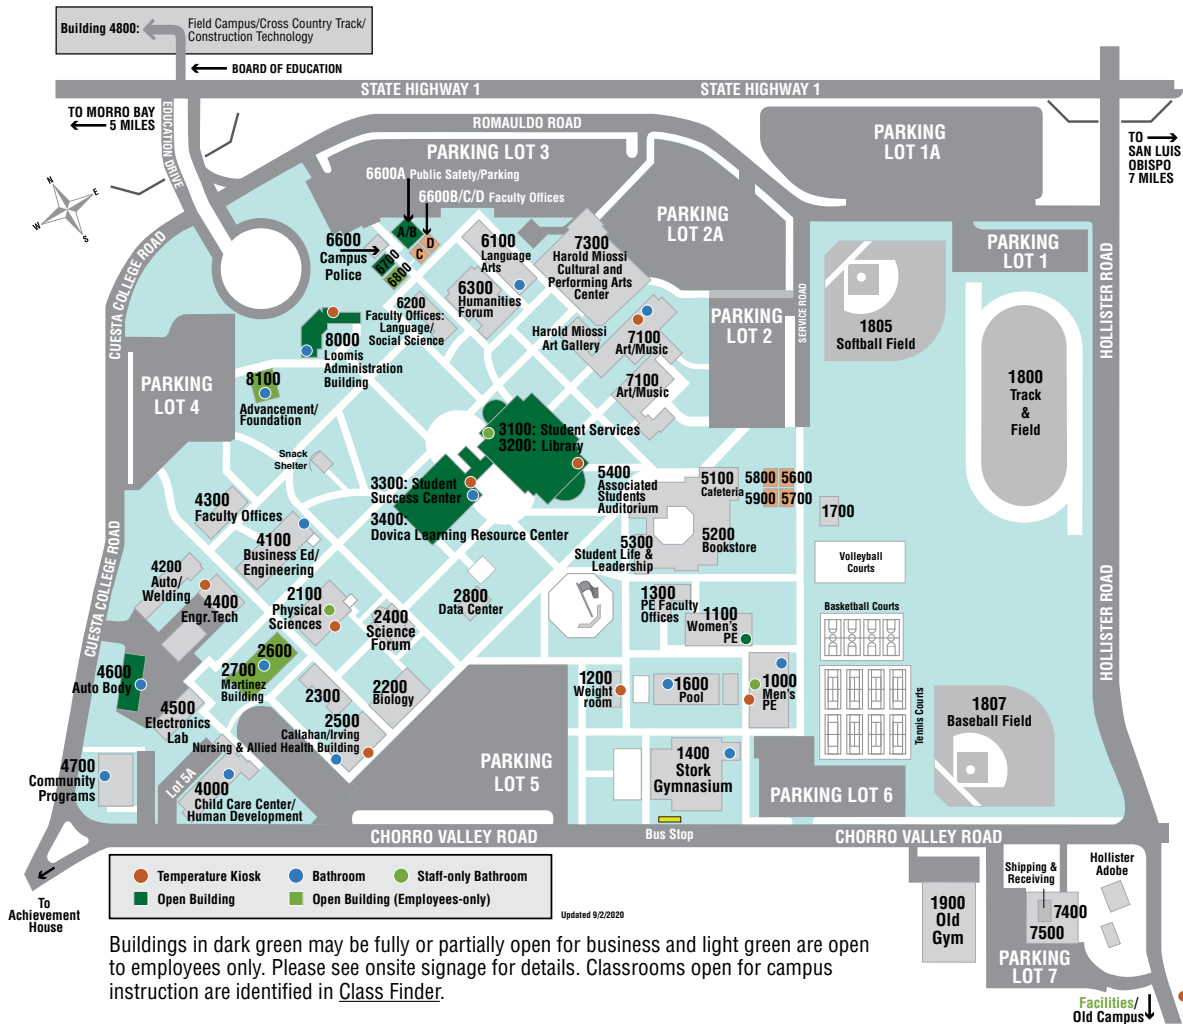 Building 4800:
Field Campus/Cross Country Track/
Construction Technology
BOARD OF EDUCATION
STATE HIGHWAY 1
STATE HIGHWAY 1
TO MORRO BAY
5 MILES
EDUCATION DRIVE
ROMAULDO ROAD
PARKING
LOT 1A
TO
SAN LUIS
OBISPO
7 MILES
PARKING LOT 3
6600A Public Safety/Parking
6600B/C/D Faculty Offices
N
E
W
S
PARKING
LOT 2A
A/B
D
C
6600
Campus
Police
6700
6800
6100
Language
Arts
7300
Harold Miossi
Cultural and
Performing Arts
Center
PARKING
LOT 1
CUESTA COLLEGE ROAD
HOLLISTER ROAD
SERVICE ROAD
6300
Humanities
Forum
6200
Faculty Offices:
Language/
Social Science
PARKING
LOT 2
1805
Softball Field
Harold Miossi
Art Gallery
7100
Art/Music
8000
Loomis
Administration
Building
7100
Art/Music
1800
Track
&
Field
PARKING
LOT 4
8100
Advancement/
Foundation
3100: Student Services
3200: Library
Snack
Shelter
3300: Student
Success Center
3400:
Dovica Learning Resource Center
5400
Associated
Students
Auditorium
5100
Cafeteria
5800
5600
5900
5700
1700
4300
Faculty Offices
4100
Business Ed/
Engineering
5300
Student Life &
Leadership
5200
Bookstore
Volleyball
Courts
CUESTA COLLEGE ROAD
HOLLISTER ROAD
4200
Auto/
Welding
4400
Engr.Tech
2100
Physical
Sciences
2400
Science
Forum
2800
Data Center
1300
PE Faculty
Offices
1100
Women's
PE
Basketball Courts
4600
Auto Body
2600
2700
Martinez
Building
2300
2200
Biology
1200
Weight
room
1600
Pool
1000
Men's
PE
Tennis Courts
1807
Baseball Field
4500
Electronics
Lab
2500
Callahan/Irving
Nursing & Allied Health Building
4700
Community
Programs
Lot 5A
4000
Child Care Center/
Human Development
PARKING
LOT 5
1400
Stork
Gymnasium
PARKING LOT 6
CHORRO VALLEY ROAD
Bus Stop
CHORRO VALLEY ROAD
To
Achievement
House
Temperature Kiosk
Bathroom
Staff-only Bathroom
Open Building
Open Building (Employees-only)
Updated 9/2/2020
Shipping &
Receiving
Hollister
Adobe
1900
Old
Gym
7400
7500
PARKING
LOT 7
Facilities/
Old Campus
Buildings in dark green may be fully or partially open for business and light green are open
to employees only. Please see onsite signage for details. Classrooms open for campus
instruction are identified in Class Finder.